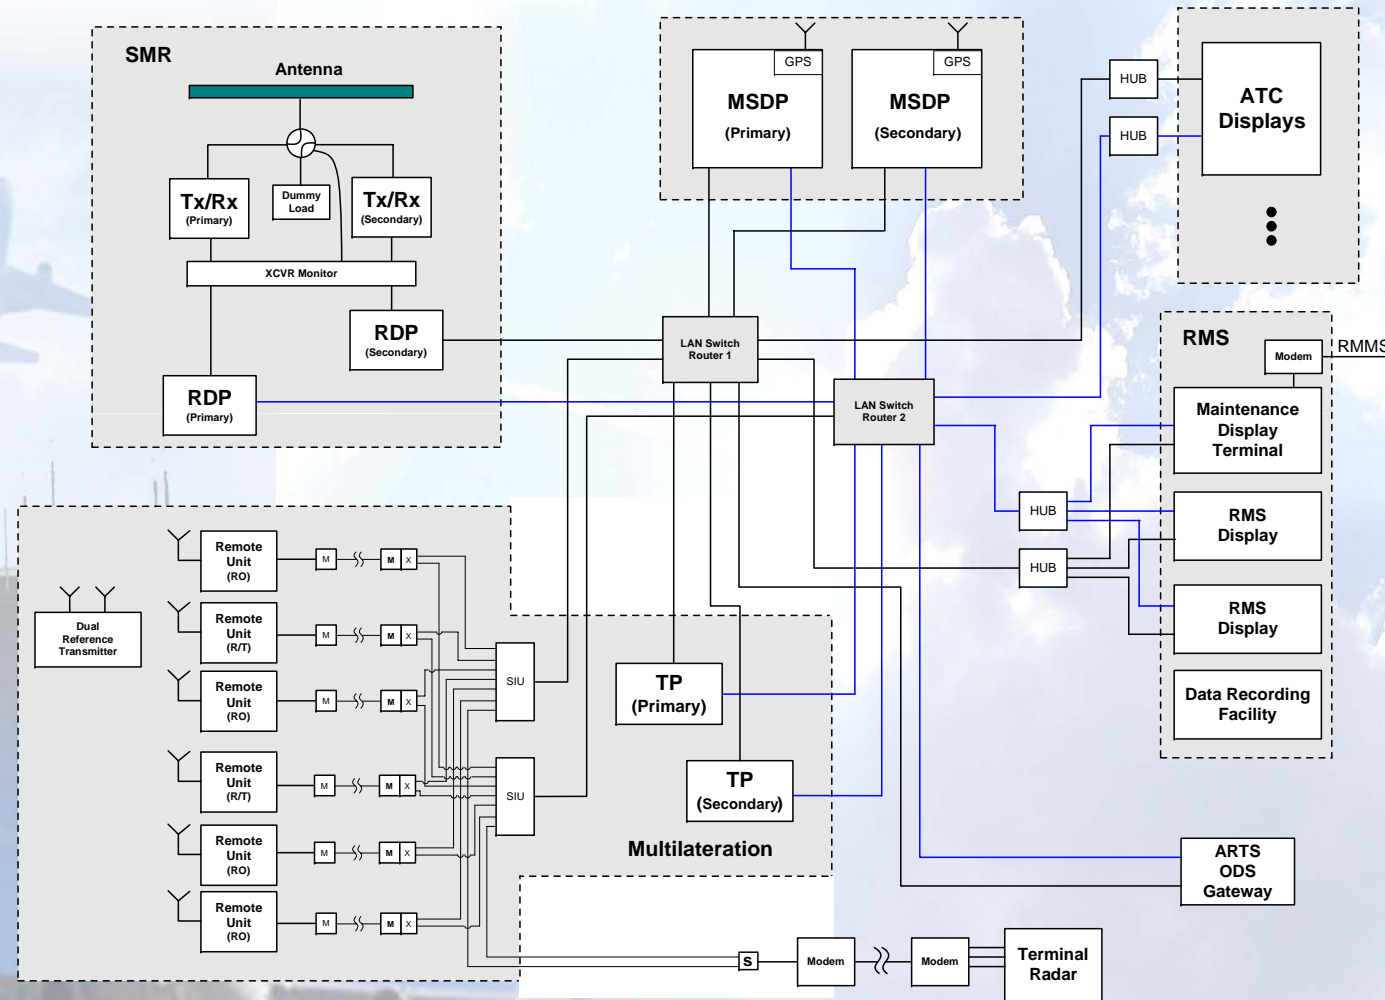 SMR
Antenna
Tx/Rx
(Primary)
Dummy
Load
Tx/Rx
(Secondary)
XCVR Monitor
RDP
(Secondary)
RDP
(Primary)
GPS
MSDP
(Primary)
GPS
MSDP
(Secondary)
HUB
HUB
ATC
Displays
LAN Switch
Router 1
LAN Switch
Router 2
RMS
Modem
RMMS
Maintenance
Display
Terminal
HUB
RMS
Display
HUB
RMS
Display
Data Recording
Facility
Dual
Reference
Transmitter
Remote
Unit
(RO)
M
M
X
Remote
Unit
(R/T)
M
M
X
Remote
Unit
(RO)
M
M
X
Remote
Unit
(R/T)
M
M
X
Remote
Unit
(RO)
M
M
X
Remote
Unit
(RO)
M
M
X
SIU
SIU
TP
(Primary)
TP
(Secondary)
Multilateration
ARTS
ODS
Gateway
S
Modem
Modem
Terminal
Radar